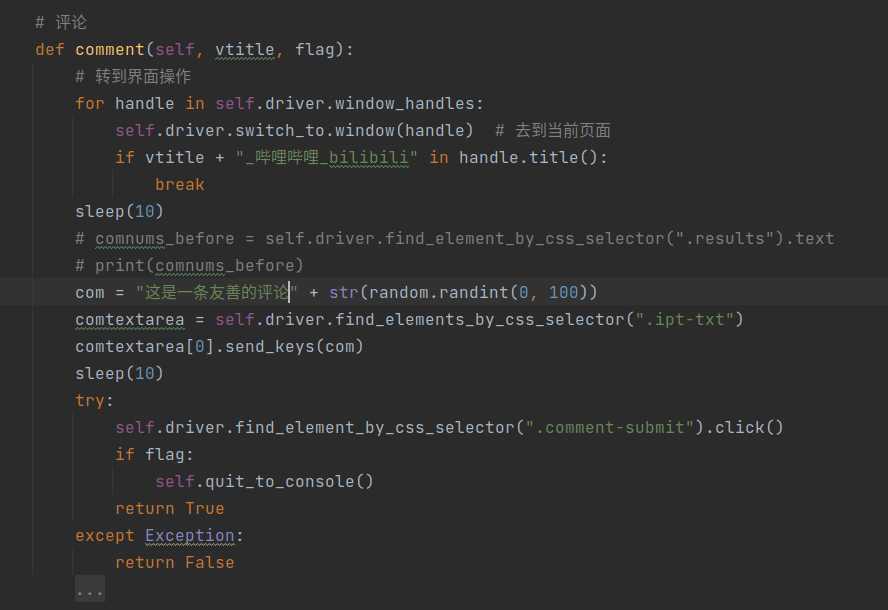 # 评论
def comment(self, vtitle, flag):
# 转到界面操作
for handle in self.driver.window_handles:
self.driver.switch_to.window(handle)  # 去到当前页面
if vtitle + "_哔哩哔哩_bilibili" in handle.title():
break
sleep(10)
# comnums_before = self.driver.find_element_by_css_selector(".results").text
# print(comnums_before)
com = "这是一条友善的评论" + str(random.randint(0, 100))
comtextarea = self.driver.find_elements_by_css_selector(".ipt-txt")
comtextarea[0].send_keys(com)
sleep(10)
try:
self.driver.find_element_by_css_selector(".comment-submit").click()
if flag:
self.quit_to_console()
return True
except Exception:
return False
...